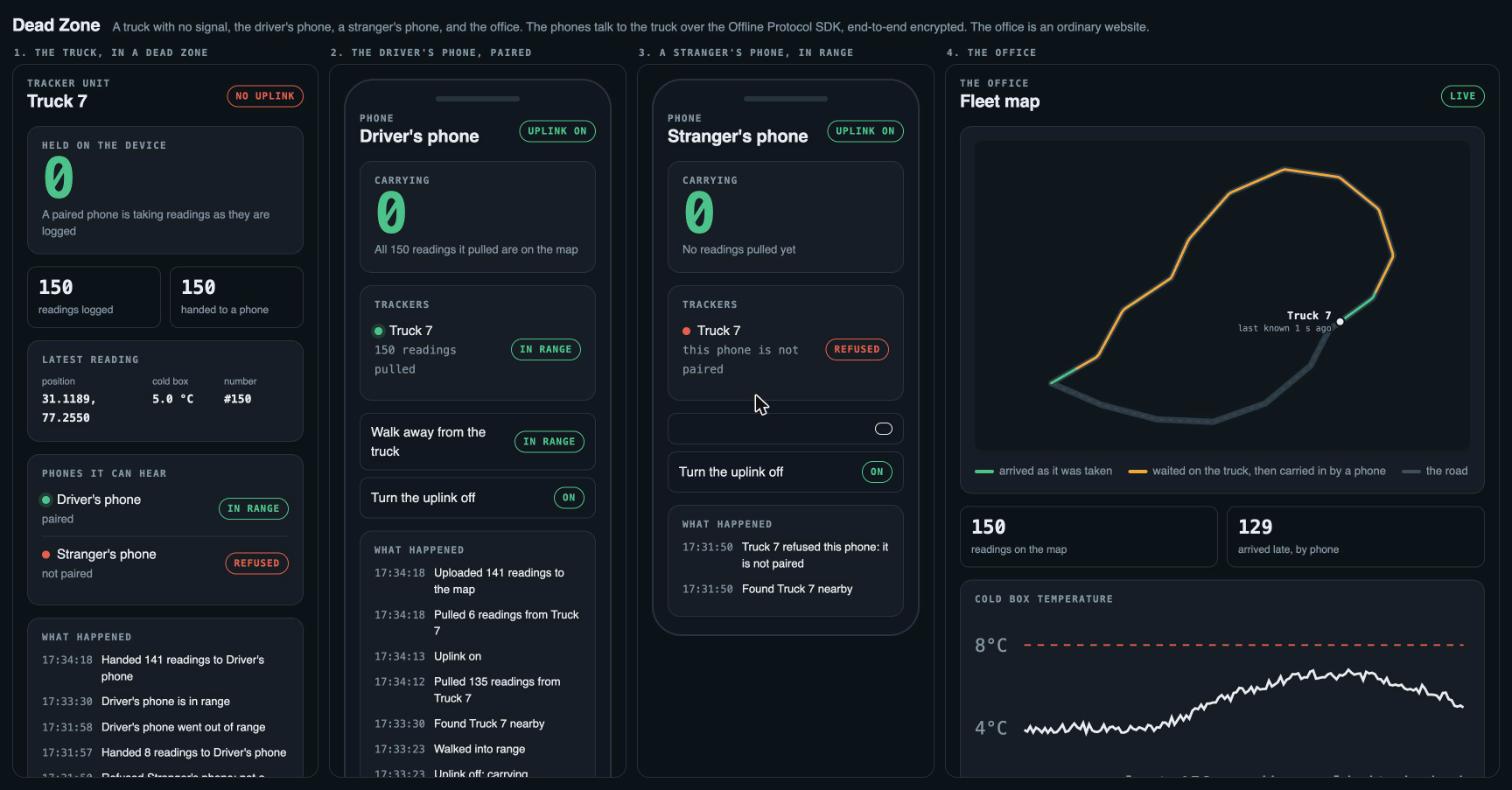 Dead Zone A truck with no signal, the driver's phone, a stranger's phone, and the office. The phones talk to the truck over the Offline Protocol SDK, end-to-end encrypted. The office is an ordinary website.
1. THE TRUCK, IN A DEAD ZONE
TRACKER UNIT
Truck 7
NO UPLINK
HELD ON THE DEVICE
0
A paired phone is taking readings as they are
logged
150
readings logged
150
handed to a phone
LATEST READING
position
31.1189,
77.2550
cold box
5.0 °C
number
#150
PHONES IT CAN HEAR
Driver's phone
paired
IN RANGE
Stranger's phone
not paired
REFUSED
WHAT HAPPENED
17:34:18 Handed 141 readings to Driver's
phone
17:33:30 Driver's phone is in range
17:31:58 Driver's phone went out of range
17:31:57 Handed 8 readings to Driver's phone
2. THE DRIVER'S PHONE, PAIRED
PHONE
Driver's phone
UPLINK ON
CARRYING
0
All 150 readings it pulled are on the map
TRACKERS
Truck 7
150 readings
pulled
IN RANGE
Walk away from the
truck
IN RANGE
Turn the uplink off
ON
WHAT HAPPENED
17:34:18 Uploaded 141 readings to
the map
17:34:18 Pulled 6 readings from Truck
7
17:34:13 Uplink on
17:34:12 Pulled 135 readings from
Truck 7
17:33:30 Found Truck 7 nearby
17:33:23 Walked into range
17:33:23 Uplink off: carrying
3. A STRANGER'S PHONE, IN RANGE
PHONE
Stranger's phone
UPLINK ON
CARRYING
0
No readings pulled yet
TRACKERS
Truck 7
this phone is not
paired
REFUSED
Turn the uplink off
ON
WHAT HAPPENED
17:31:50 Truck 7 refused this phone: it
is not paired
17:31:50 Found Truck 7 nearby
4. THE OFFICE
THE OFFICE
Fleet map
LIVE
Truck 7
last known 1 s ago
arrived as it was taken
waited on the truck, then carried in by a phone
the road
150
readings on the map
129
arrived late, by phone
COLD BOX TEMPERATURE
8°C
4°C